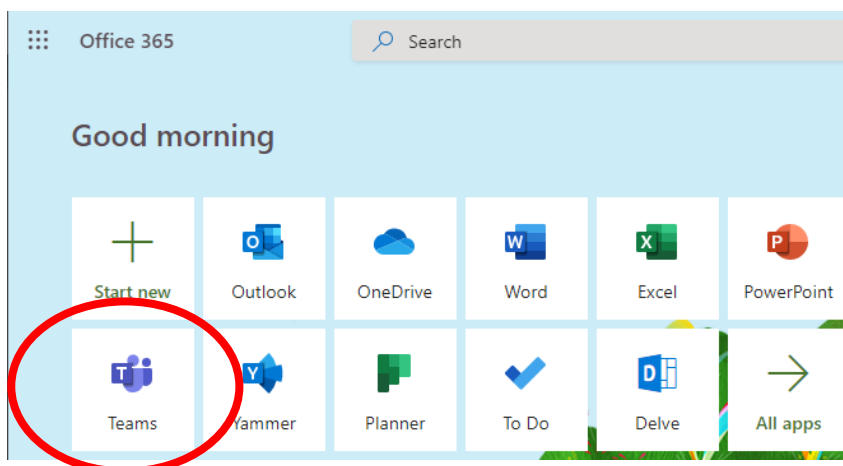 Office 365
Search
Good morning
Start new
Outlook
OneDrive
Word
Excel
PowerPoint
Teams
Yammer
Planner
To Do
Delve
All apps